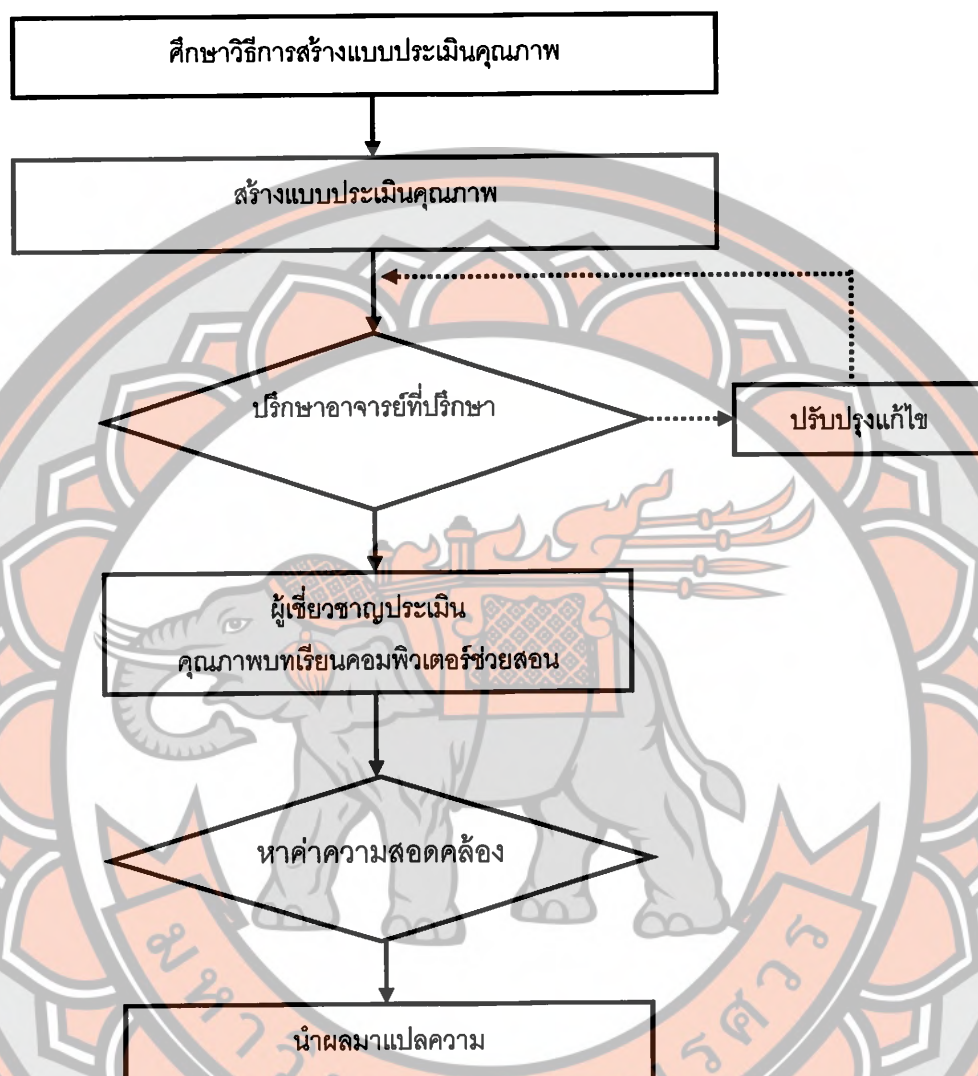 ศึกษาวิธีการสร้างแบบประเมินคุณภาพ
สร้างแบบประเมินคุณภาพ
ปรึกษาอาจารย์ที่ปรึกษา
ปรับปรุงแก้ไข
ผู้เชี่ยวชาญประเมิน
คุณภาพบทเรียนคอมพิวเตอร์ช่วยสอน
หาค่าความสอดคล้อง
นำผลมาแปลความ